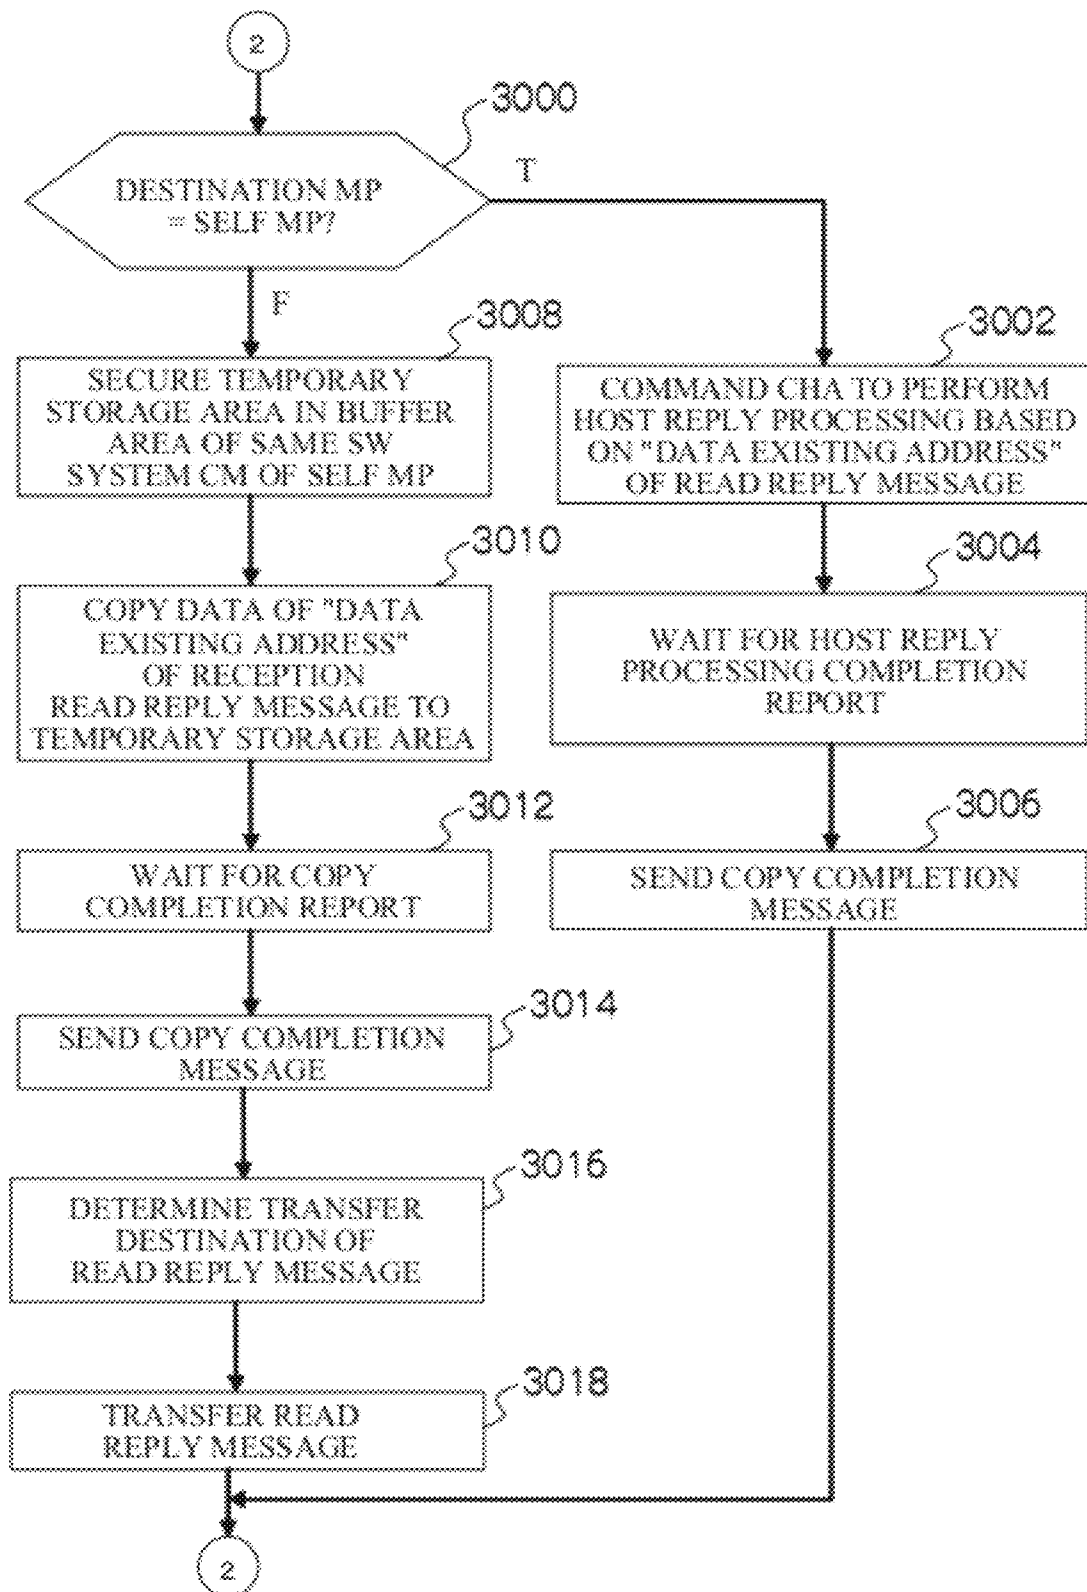 2
3000
DESTINATION MP
= SELF MP?
T
F
3008
SECURE TEMPORARY
STORAGE AREA IN BUFFER
AREA OF SAME SW
SYSTEM CM OF SELF MP
3002
COMMAND CHA TO PERFORM
HOST REPLY PROCESSING BASED
ON "DATA EXISTING ADDRESS"
OF READ REPLY MESSAGE
3010
COPY DATA OF "DATA
EXISTING ADDRESS"
OF RECEPTION
READ REPLY MESSAGE TO
TEMPORARY STORAGE AREA
3004
WAIT FOR HOST REPLY
PROCESSING COMPLETION
REPORT
3012
WAIT FOR COPY
COMPLETION REPORT
3006
SEND COPY COMPLETION
MESSAGE
3014
SEND COPY COMPLETION
MESSAGE
3016
DETERMINE TRANSFER
DESTINATION OF
READ REPLY MESSAGE
3018
TRANSFER READ
REPLY MESSAGE
2